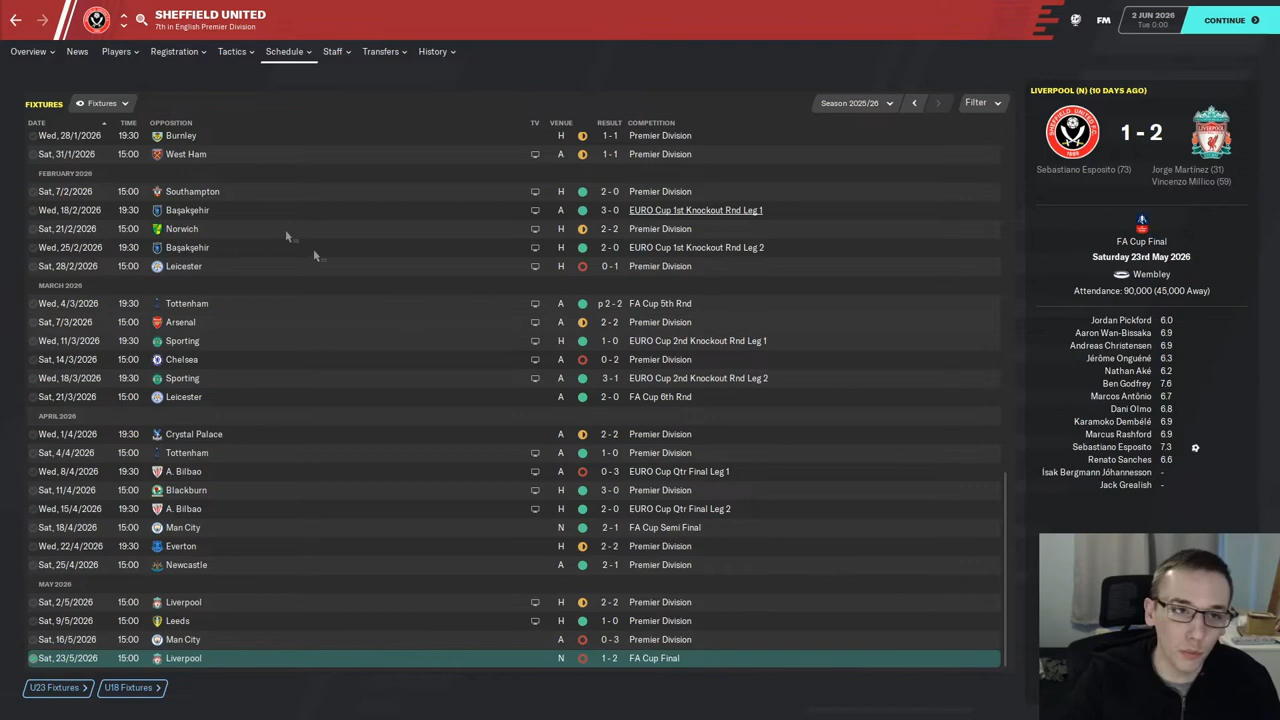 SHEFFIELD UNITED
7th in English Premier Division
FM
2 JUN 2026
Tue 0:00
CONTINUE
Overview News Players Registration Tactics Schedule Staff Transfers History
FIXTURES Fixtures Season 2025/26 Filter
DATE TIME OPPOSITION TV VENUE RESULT COMPETITION
Wed, 28/1/2026 19:30 Burnley H 1-1 Premier Division
Sat, 31/1/2026 15:00 West Ham A 1-1 Premier Division
FEBRUARY 2026
Sat, 7/2/2026 15:00 Southampton H 2-0 Premier Division
Wed, 18/2/2026 19:30 Başakşehir A 3-0 EURO Cup 1st Knockout Rnd Leg 1
Sat, 21/2/2026 15:00 Norwich H 2-2 Premier Division
Wed, 25/2/2026 19:30 Başakşehir H 2-0 EURO Cup 1st Knockout Rnd Leg 2
Sat, 28/2/2026 15:00 Leicester H 0-1 Premier Division
MARCH 2026
Wed, 4/3/2026 19:30 Tottenham A p 2-2 FA Cup 5th Rnd
Sat, 7/3/2026 15:00 Arsenal A 2-2 Premier Division
Wed, 11/3/2026 19:30 Sporting H 1-0 EURO Cup 2nd Knockout Rnd Leg 1
Sat, 14/3/2026 15:00 Chelsea A 0-2 Premier Division
Wed, 18/3/2026 19:30 Sporting A 3-1 EURO Cup 2nd Knockout Rnd Leg 2
Sat, 21/3/2026 15:00 Leicester A 2-0 FA Cup 6th Rnd
APRIL 2026
Wed, 1/4/2026 19:30 Crystal Palace A 2-2 Premier Division
Sat, 4/4/2026 15:00 Tottenham A 1-0 Premier Division
Wed, 8/4/2026 19:30 A. Bilbao A 0-3 EURO Cup Qtr Final Leg 1
Sat, 11/4/2026 15:00 Blackburn H 3-0 Premier Division
Wed, 15/4/2026 19:30 A. Bilbao H 2-0 EURO Cup Qtr Final Leg 2
Sat, 18/4/2026 15:00 Man City N 2-1 FA Cup Semi Final
Wed, 22/4/2026 19:30 Everton H 2-2 Premier Division
Sat, 25/4/2026 15:00 Newcastle A 2-1 Premier Division
MAY 2026
Sat, 2/5/2026 15:00 Liverpool H 2-2 Premier Division
Sat, 9/5/2026 15:00 Leeds H 1-0 Premier Division
Sat, 16/5/2026 15:00 Man City A 0-3 Premier Division
Sat, 23/5/2026 15:00 Liverpool N 1-2 FA Cup Final
U23 Fixtures U18 Fixtures
LIVERPOOL (N) (10 DAYS AGO)
1 - 2
Sebastiano Esposito (73) Jorge Martínez (31)
Vincenzo Millico (59)
FA Cup Final
Saturday 23rd May 2026
Wembley
Attendance: 90,000 (45,000 Away)
Jordan Pickford 6.0
Aaron Wan-Bissaka 6.9
Andreas Christensen 6.9
Jérôme Onguéné 6.3
Nathan Aké 6.2
Ben Godfrey 7.6
Marcos Antônio 6.7
Dani Olmo 6.8
Karamoko Dembélé 6.9
Marcus Rashford 6.9
Sebastiano Esposito 7.3
Renato Sanches 6.6
Ísak Bergmann Jóhannesson -
Jack Grealish -